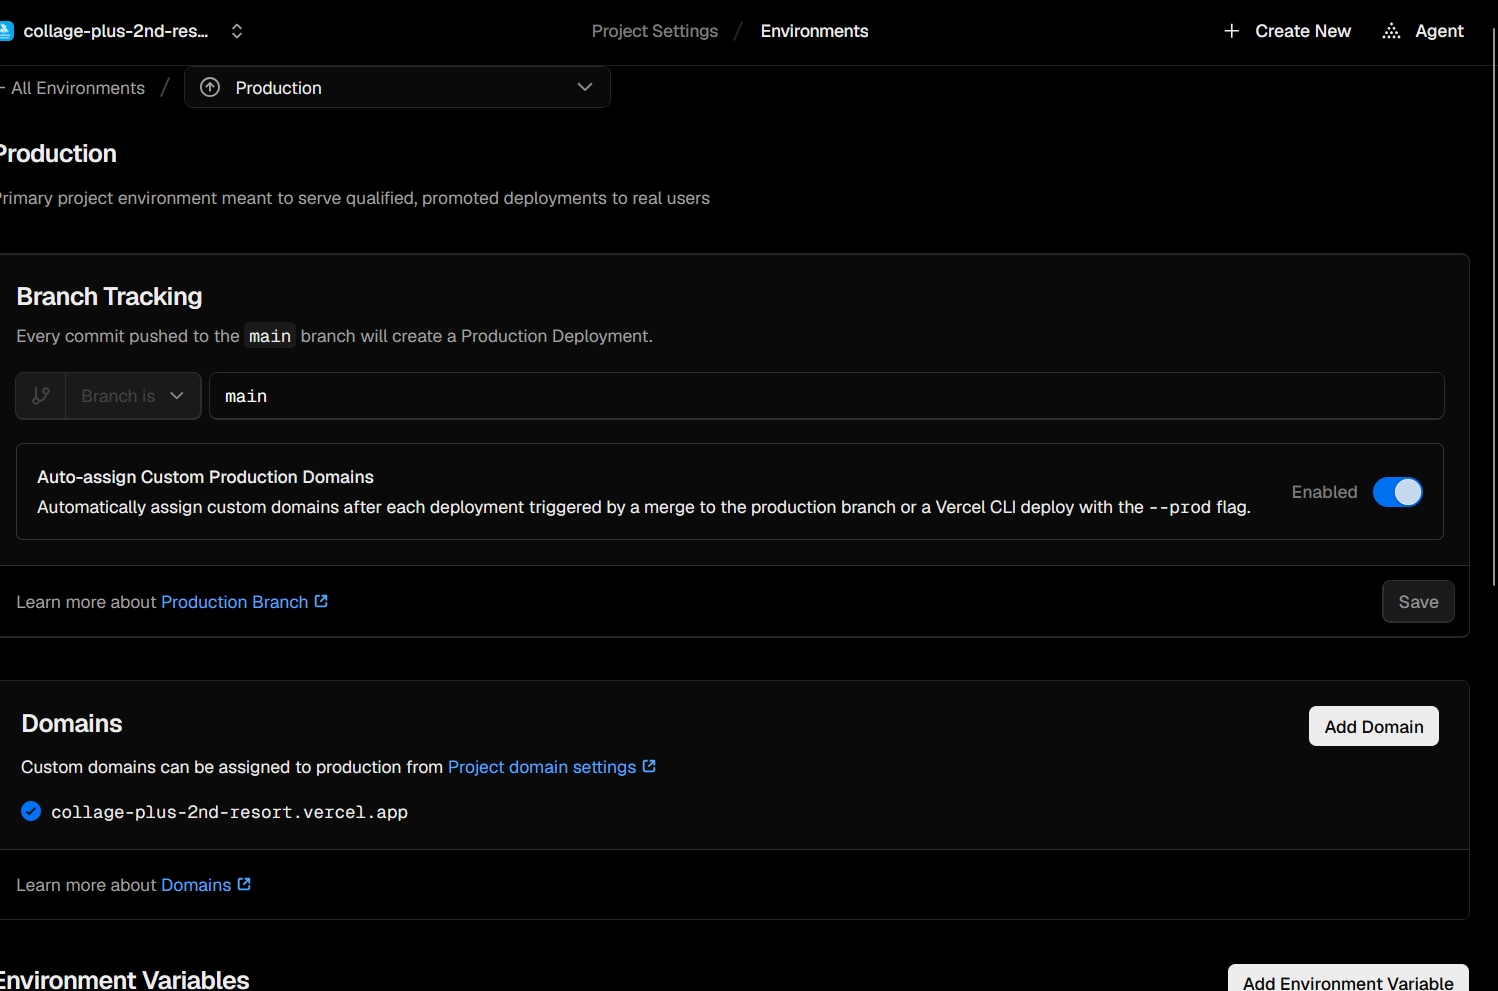 collage-plus-2nd-res...
Project Settings / Environments
Create New
Agent
All Environments / Production
Production
Primary project environment meant to serve qualified, promoted deployments to real users
Branch Tracking
Every commit pushed to the main branch will create a Production Deployment.
Branch is
main
Auto-assign Custom Production Domains
Automatically assign custom domains after each deployment triggered by a merge to the production branch or a Vercel CLI deploy with the --prod flag.
Enabled
Learn more about Production Branch
Save
Domains
Add Domain
Custom domains can be assigned to production from Project domain settings
collage-plus-2nd-resort.vercel.app
Learn more about Domains
Environment Variables
Add Environment Variable